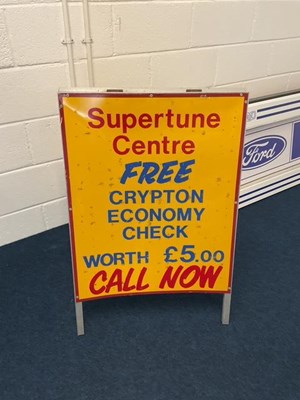 Supertune
Centre
FREE
CRYPTON
ECONOMY
CHECK
WORTH £5.00
CALL NOW
Ford